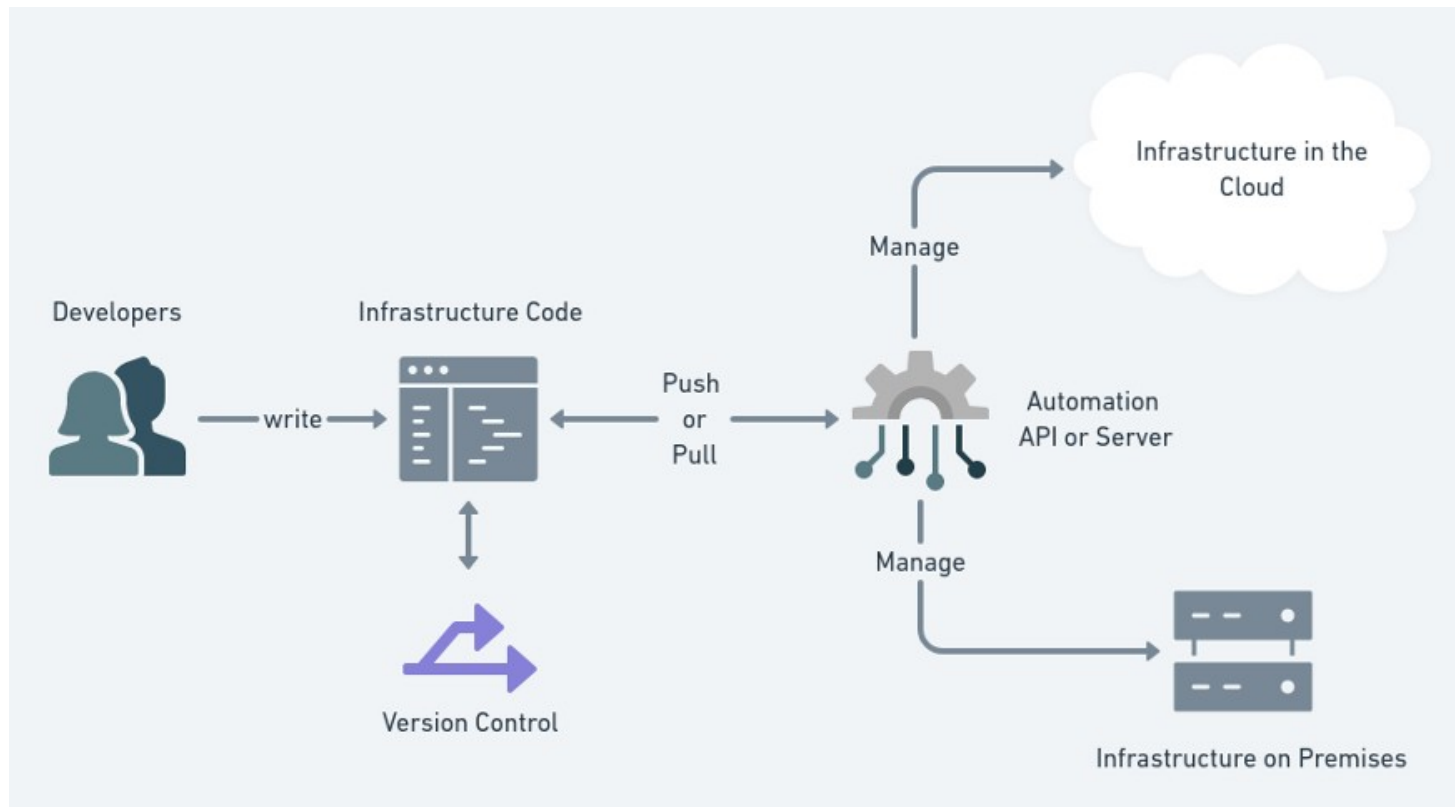 Infrastructure in the
Cloud
Manage
Developers
Infrastructure Code
write
Push
or
Pull
Automation
API or Server
Manage
Version Control
Infrastructure on Premises